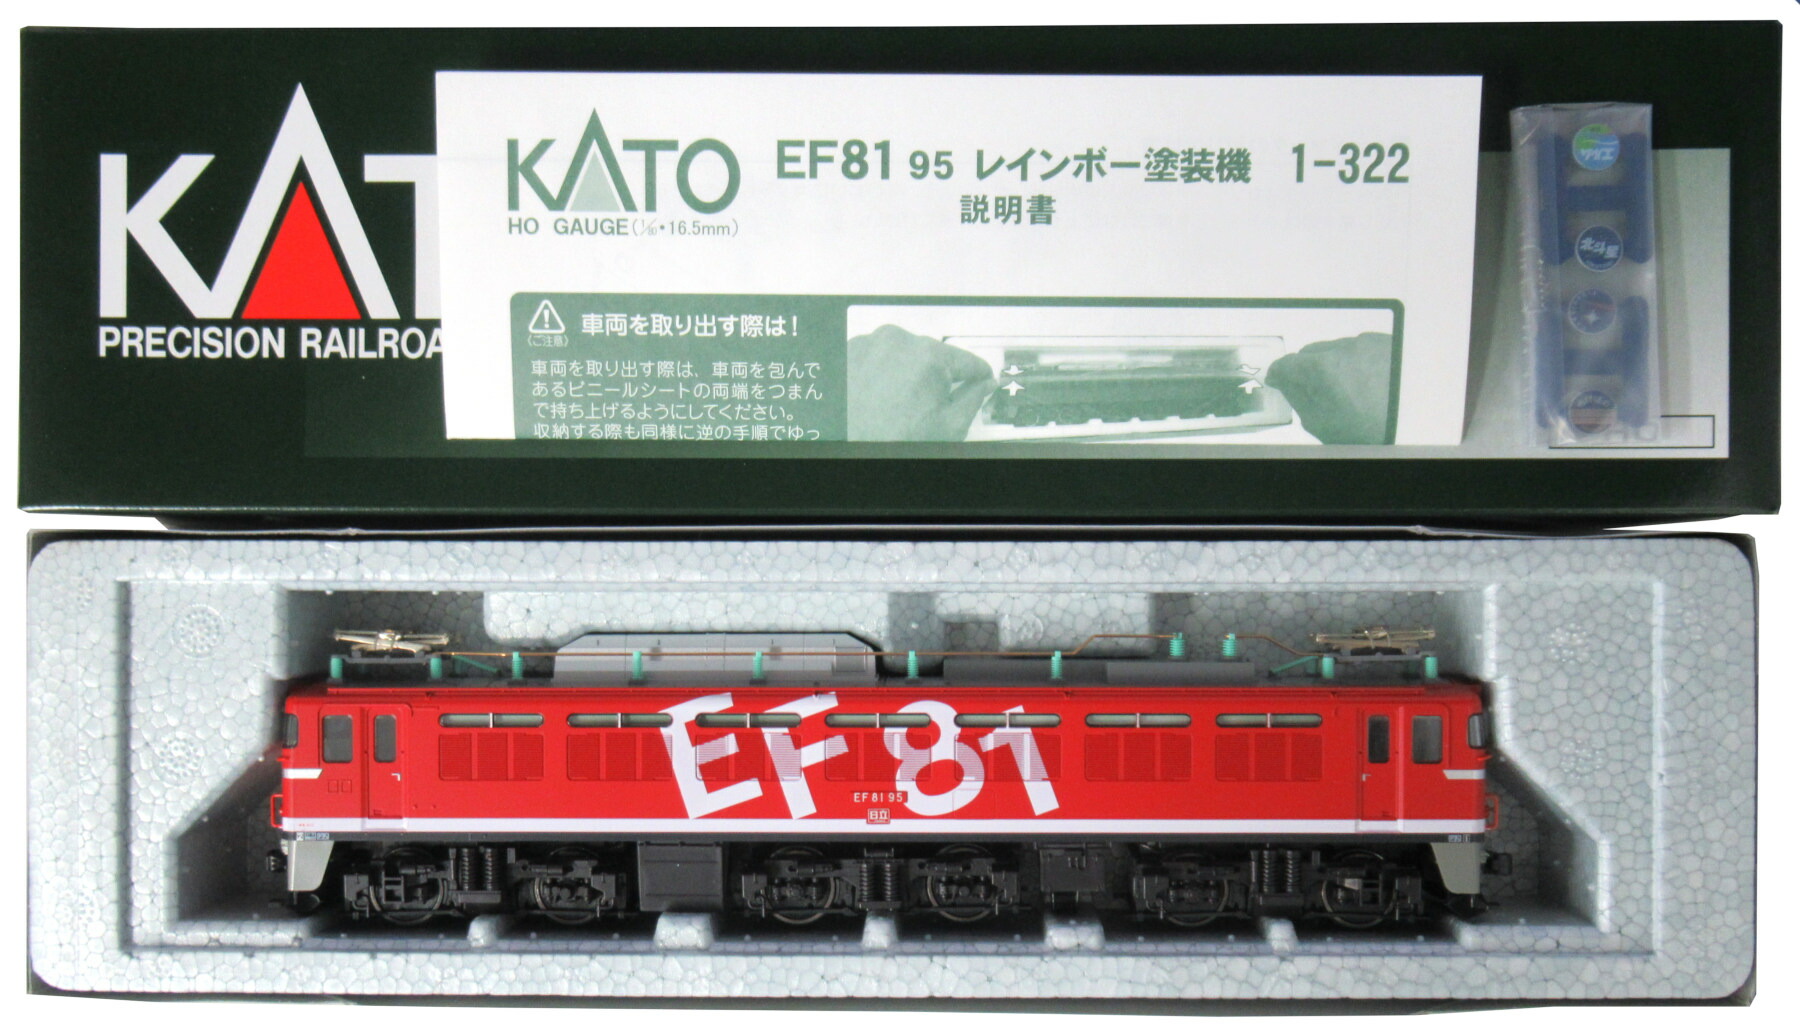 KAT
PRECISION RAILROA
KATO
HO GAUGE(1/80・16.5mm)
EF81 95 レインボー塗装機 1-322
説明書
(ご注意)
車両を取り出す際は!
車両を取り出す際は、車両を包んで
あるビニールシートの両端をつまん
で持ち上げるようにしてください。
収納する際も同様に逆の手順でゆっ
北斗星
EF81
EF81 95
日立